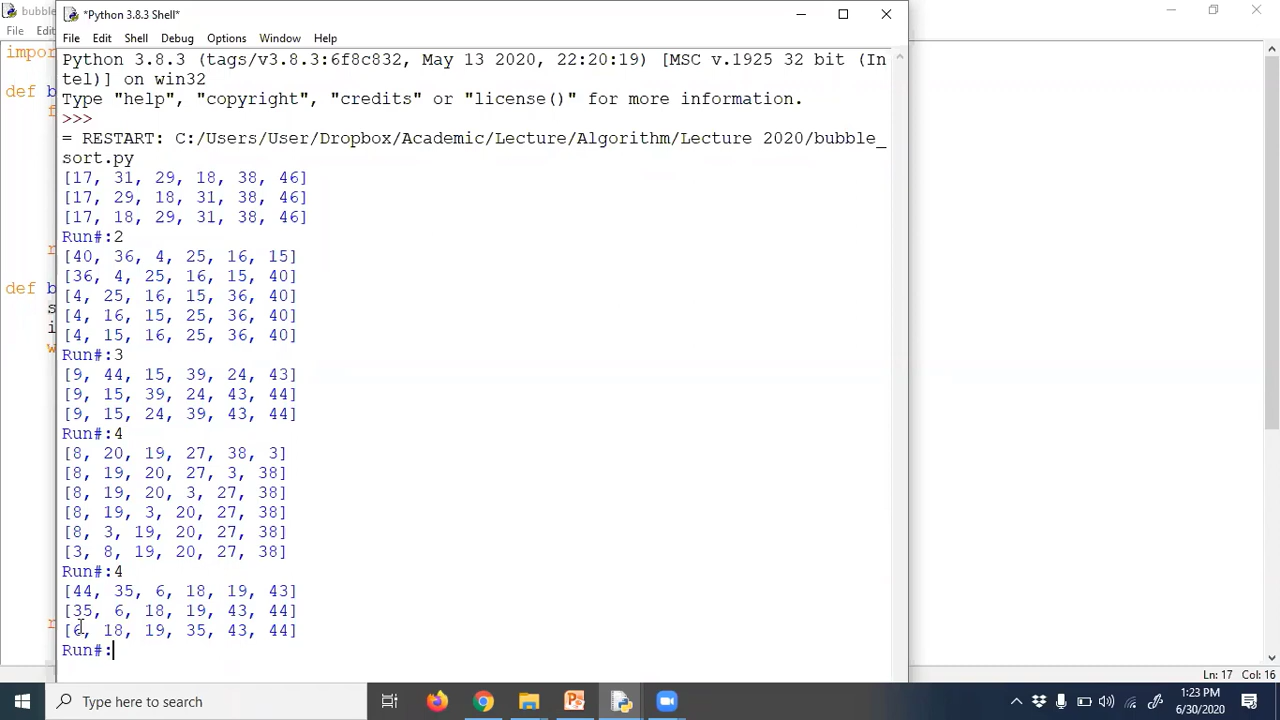 bubble
*Python 3.8.3 Shell*
File Edit
File Edit Shell Debug Options Window Help
Python 3.8.3 (tags/v3.8.3:6f8c832, May 13 2020, 22:20:19) [MSC v.1925 32 bit (In
tel)] on win32
Type "help", "copyright", "credits" or "license()" for more information.
>>>
= RESTART: C:/Users/User/Dropbox/Academic/Lecture/Algorithm/Lecture 2020/bubble_
sort.py
[17, 31, 29, 18, 38, 46]
[17, 29, 18, 31, 38, 46]
[17, 18, 29, 31, 38, 46]
Run#:2
[40, 36, 4, 25, 16, 15]
[36, 4, 25, 16, 15, 40]
[4, 25, 16, 15, 36, 40]
[4, 16, 15, 25, 36, 40]
[4, 15, 16, 25, 36, 40]
Run#:3
[9, 44, 15, 39, 24, 43]
[9, 15, 39, 24, 43, 44]
[9, 15, 24, 39, 43, 44]
Run#:4
[8, 20, 19, 27, 38, 3]
[8, 19, 20, 27, 3, 38]
[8, 19, 20, 3, 27, 38]
[8, 19, 3, 20, 27, 38]
[8, 3, 19, 20, 27, 38]
[3, 8, 19, 20, 27, 38]
Run#:4
[44, 35, 6, 18, 19, 43]
[35, 6, 18, 19, 43, 44]
[6, 18, 19, 35, 43, 44]
Run#:
impor
def b
f
r
def b
s
i
w
r
Ln: 17 Col: 16
Type here to search
1:23 PM
6/30/2020